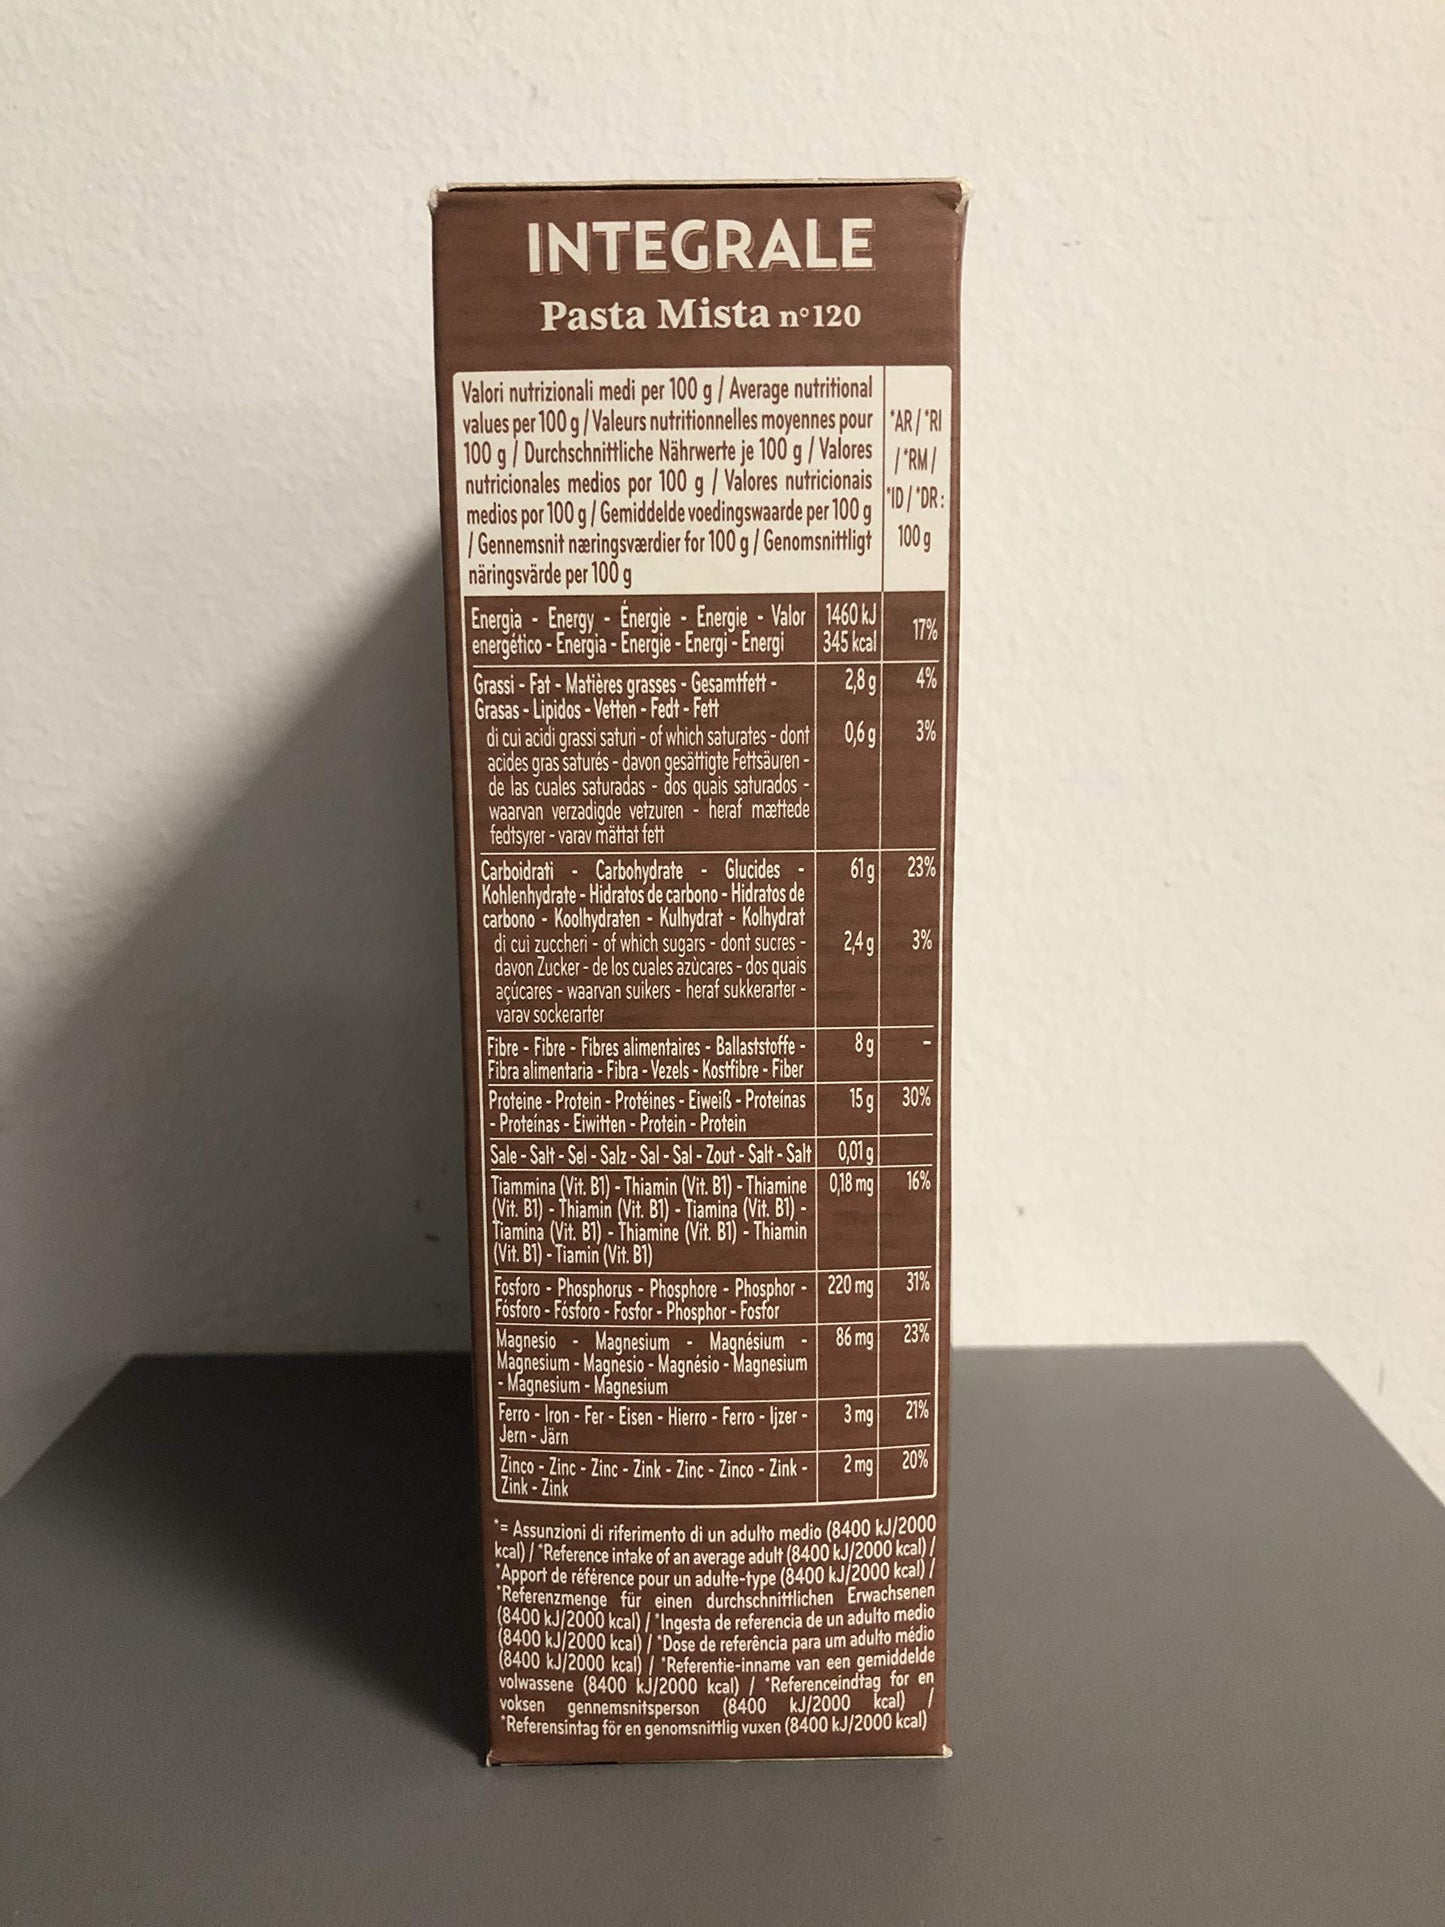 INTEGRALE
Pasta Mista n°120
Valori nutrizionali medi per 100 g / Average nutritional
values per 100 g / Valeurs nutritionnelles moyennes pour
100 g / Durchschnittliche Nährwerte je 100 g / Valores
nutricionales medios por 100 g / Valores nutricionais
medios por 100 g / Gemiddelde voedingswaarde per 100 g
/ Gennemsnit næringsværdier for 100 g / Genomsnittligt
näringsvärde per 100 g
*AR / *RI
/ *RM /
*ID / *DR:
100 g
Energia - Energy - Énergie - Energie - Valor 1460 kJ 17%
energético - Energia - Energie - Energi - Energi 345 kcal
Grassi - Fat - Matières grasses - Gesamtfett - 2,8 g 4%
Grasas - Lipidos - Vetten - Fedt - Fett
di cui acidi grassi saturi - of which saturates - dont 0,6 g 3%
acides gras saturés - davon gesättigte Fettsäuren -
de las cuales saturadas - dos quais saturados -
waarvan verzadigde vetzuren - heraf mættede
fedtsyrer - varav mättat fett
Carboidrati - Carbohydrate - Glucides - 61 g 23%
Kohlenhydrate - Hidratos de carbono - Hidratos de
carbono - Koolhydraten - Kulhydrat - Kolhydrat
di cui zuccheri - of which sugars - dont sucres - 2,4 g 3%
davon Zucker - de los cuales azùcares - dos quais
açúcares - waarvan suikers - heraf sukkerarter -
varav sockerarter
Fibre - Fibre - Fibres alimentaires - Ballaststoffe - 8 g -
Fibra alimentaria - Fibra - Vezels - Kostfibre - Fiber
Proteine - Protein - Protéines - Eiweiß - Proteínas 15 g 30%
- Proteínas - Eiwitten - Protein - Protein
Sale - Salt - Sel - Salz - Sal - Sal - Zout - Salt - Salt 0,01 g
Tiammina (Vit. B1) - Thiamin (Vit. B1) - Thiamine 0,18 mg 16%
(Vit. B1) - Thiamin (Vit. B1) - Tiamina (Vit. B1) -
Tiamina (Vit. B1) - Thiamine (Vit. B1) - Thiamin
(Vit. B1) - Tiamin (Vit. B1)
Fosforo - Phosphorus - Phosphore - Phosphor - 220 mg 31%
Fósforo - Fósforo - Fosfor - Phosphor - Fosfor
Magnesio - Magnesium - Magnésium - 86 mg 23%
Magnesium - Magnesio - Magnésio - Magnesium
- Magnesium - Magnesium
Ferro - Iron - Fer - Eisen - Hierro - Ferro - Ijzer - 3 mg 21%
Jern - Järn
Zinco - Zinc - Zinc - Zink - Zinc - Zinco - Zink - 2 mg 20%
Zink - Zink
*= Assunzioni di riferimento di un adulto medio (8400 kJ/2000
kcal) / *Reference intake of an average adult (8400 kJ/2000 kcal) /
*Apport de référence pour un adulte-type (8400 kJ/2000 kcal) /
*Referenzmenge für einen durchschnittlichen Erwachsenen
(8400 kJ/2000 kcal) / *Ingesta de referencia de un adulto medio
(8400 kJ/2000 kcal) / *Dose de referência para um adulto médio
(8400 kJ/2000 kcal) / *Referentie-inname van een gemiddelde
volwassene (8400 kJ/2000 kcal) / *Referenceindtag for en
voksen gennemsnitsperson (8400 kJ/2000 kcal) /
*Referensintag för en genomsnittlig vuxen (8400 kJ/2000 kcal)